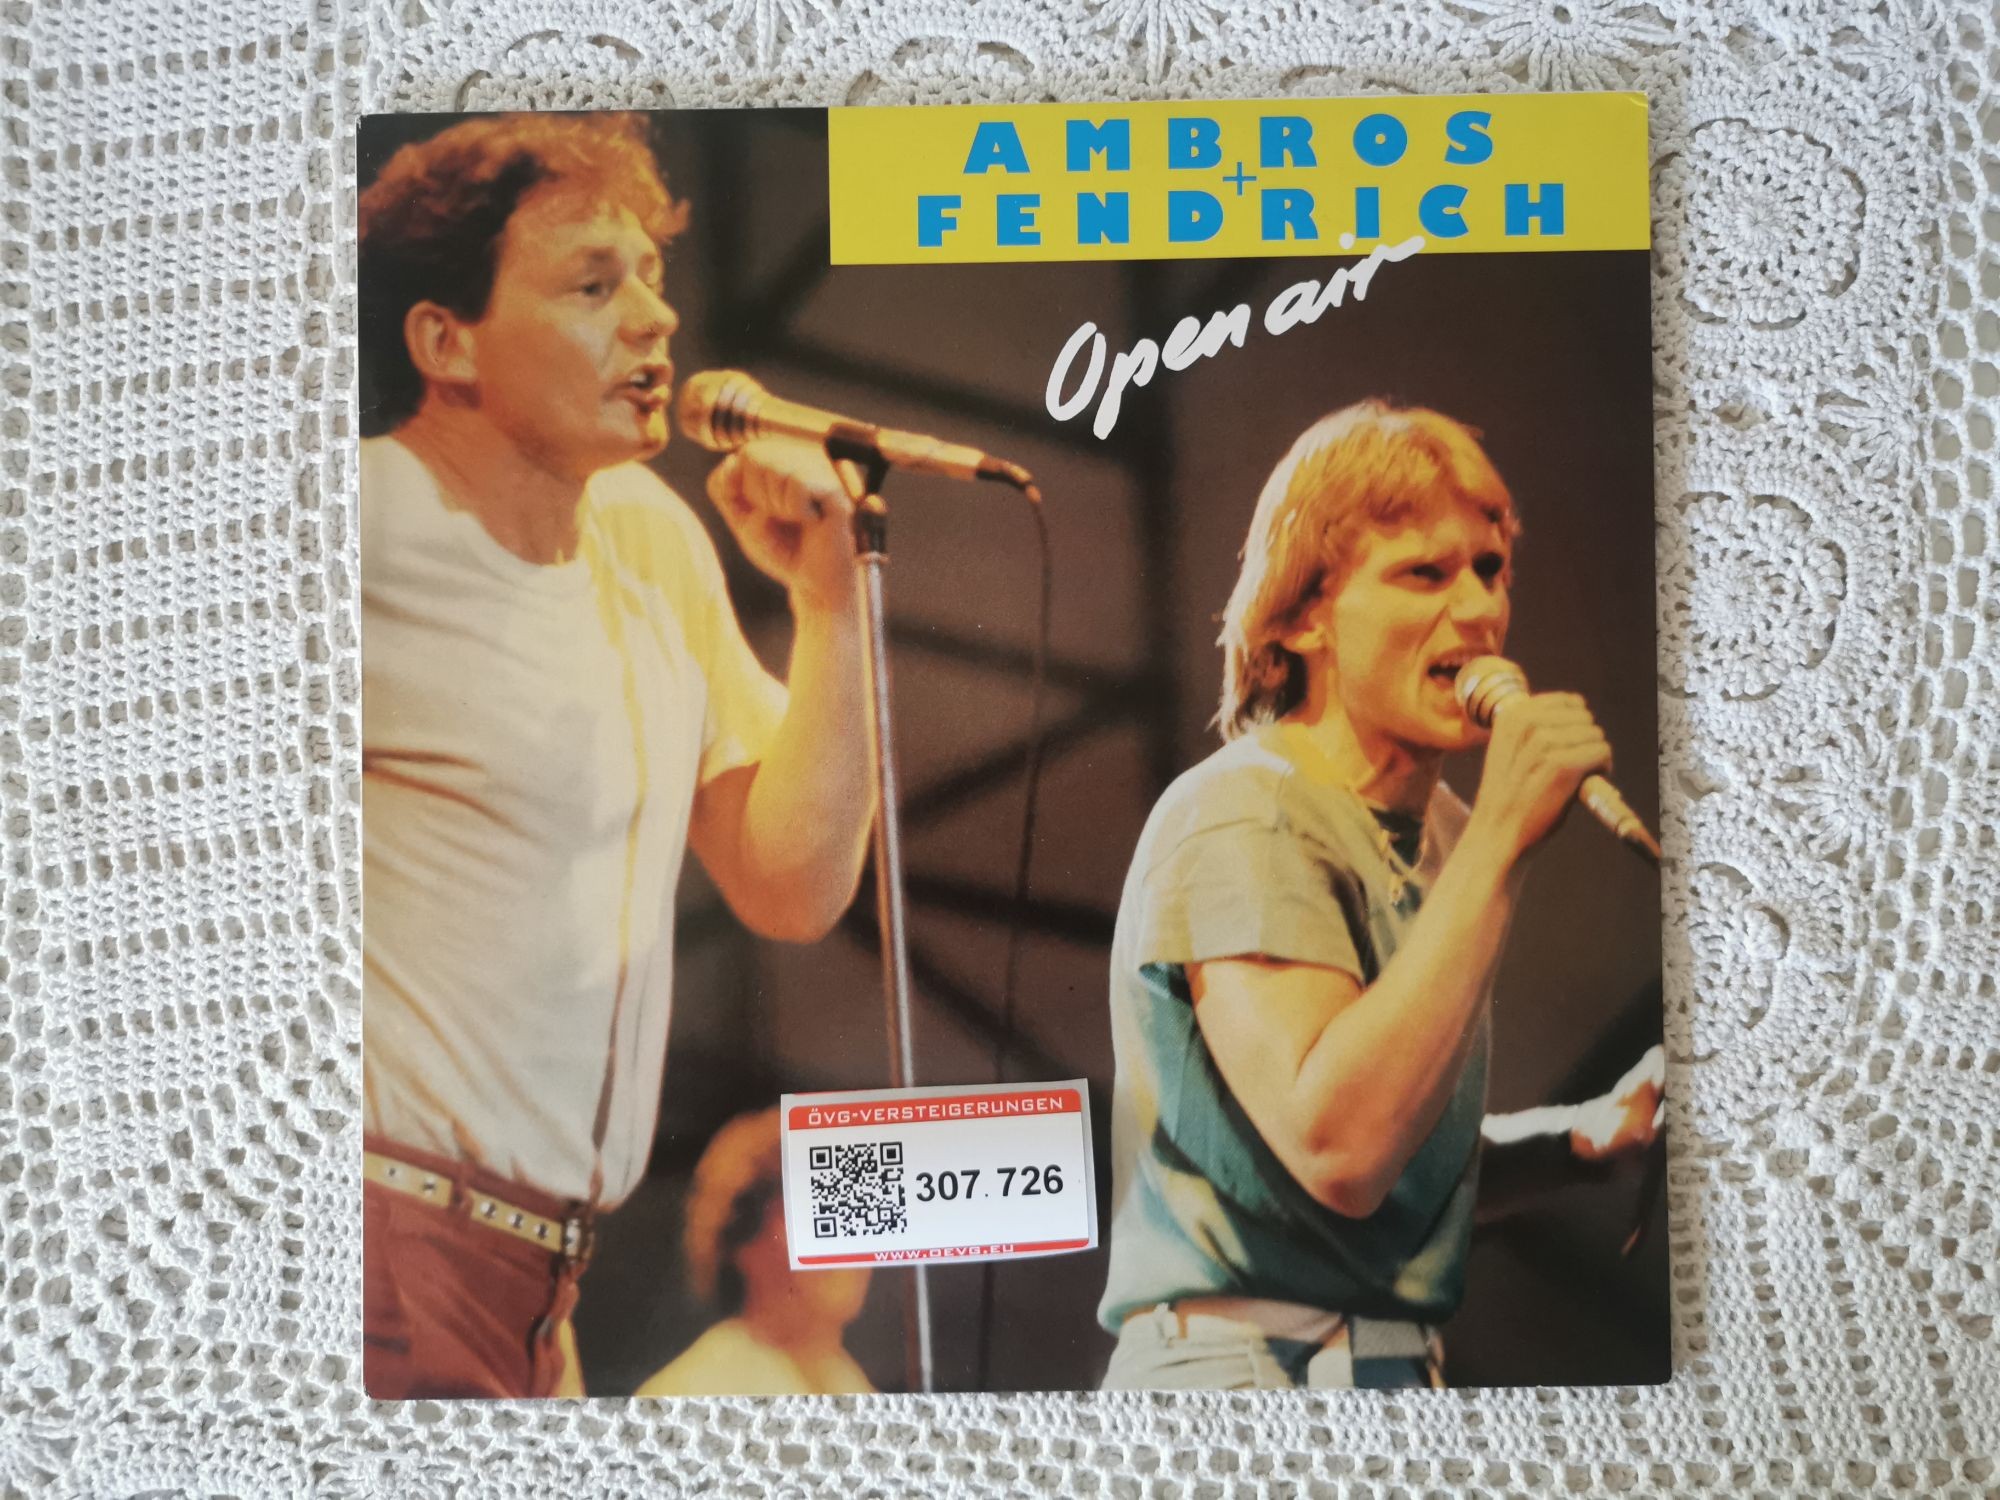 AMBROS
+
FENDRICH
Open air
ÖVG-VERSTEIGERUNGEN
307.726
WWW.OEVG.EU